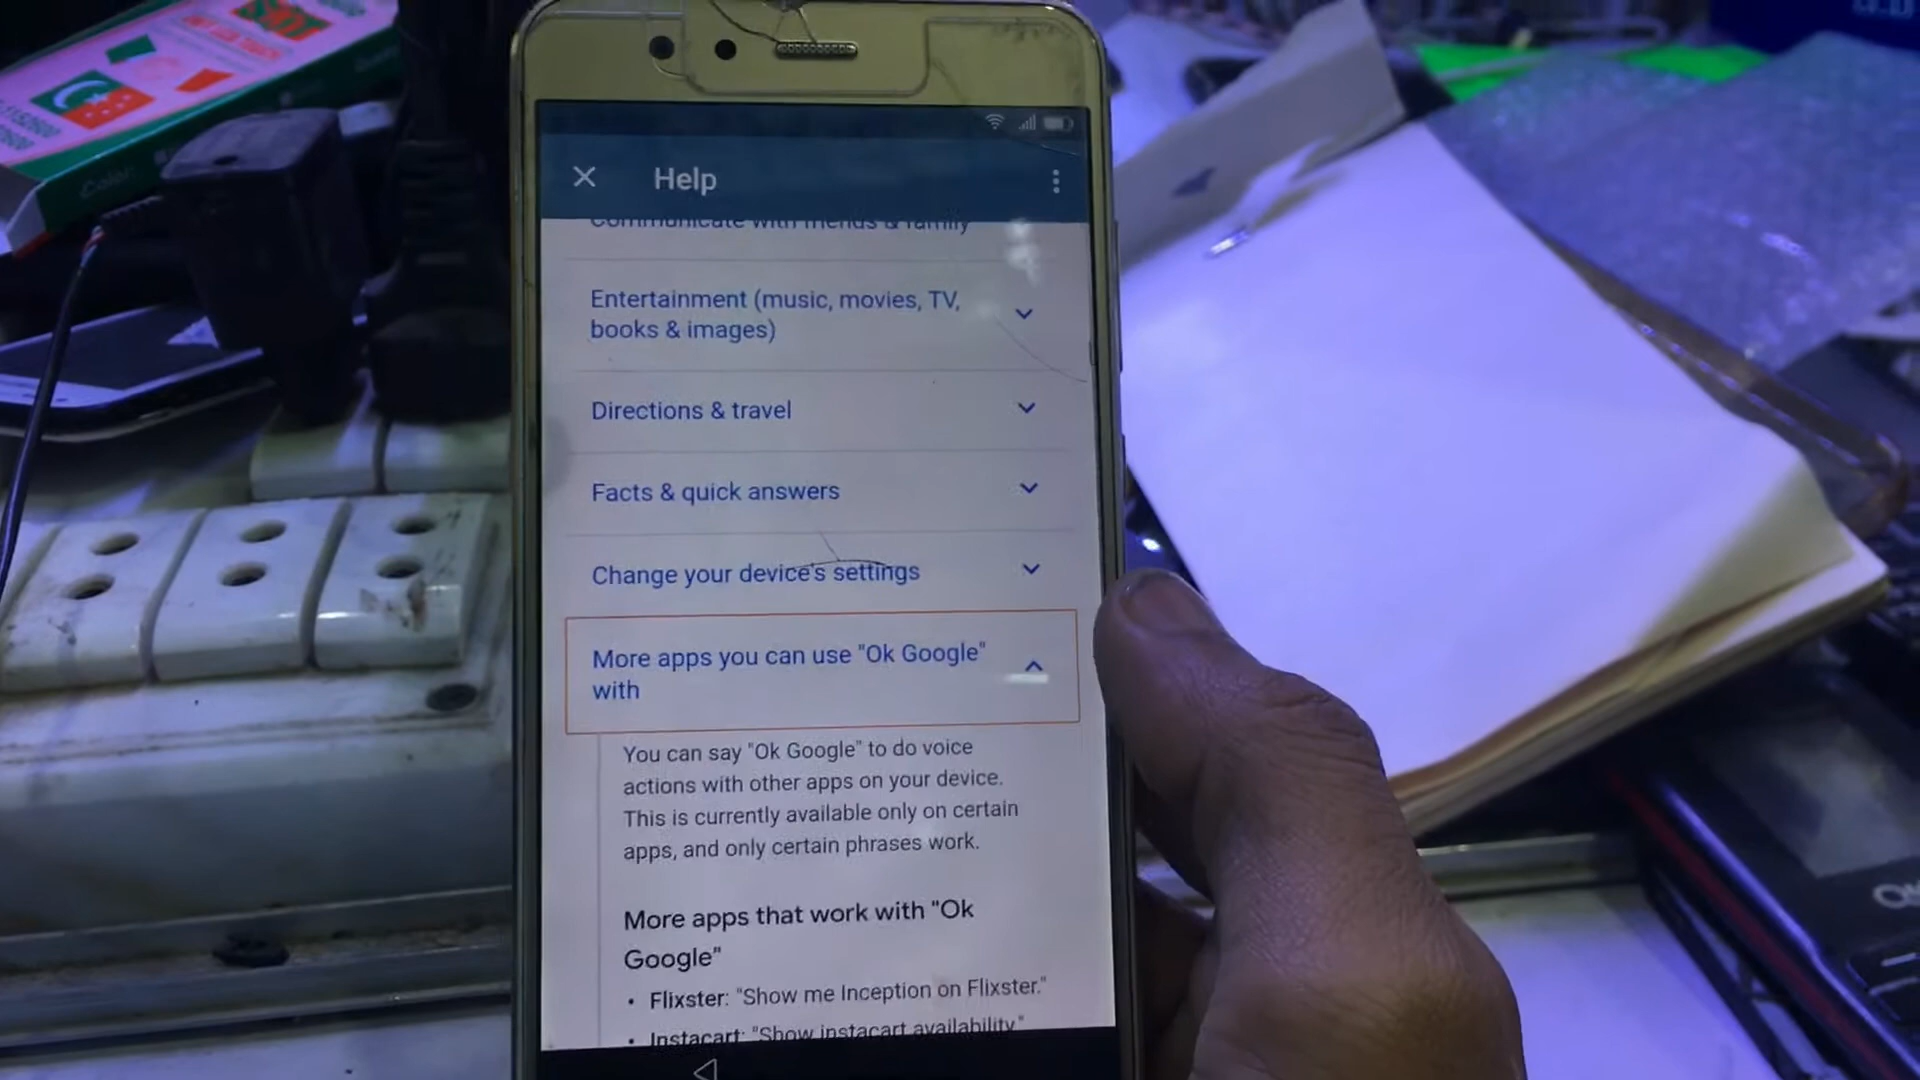 Help
Communicate with friends & family
Entertainment (music, movies, TV,
books & images)
Directions & travel
Facts & quick answers
Change your device's settings
More apps you can use "Ok Google"
with
You can say "Ok Google" to do voice
actions with other apps on your device.
This is currently available only on certain
apps, and only certain phrases work.
More apps that work with "Ok
Google"
• Flixster: "Show me Inception on Flixster."
• Instacart: "Show instacart availability."